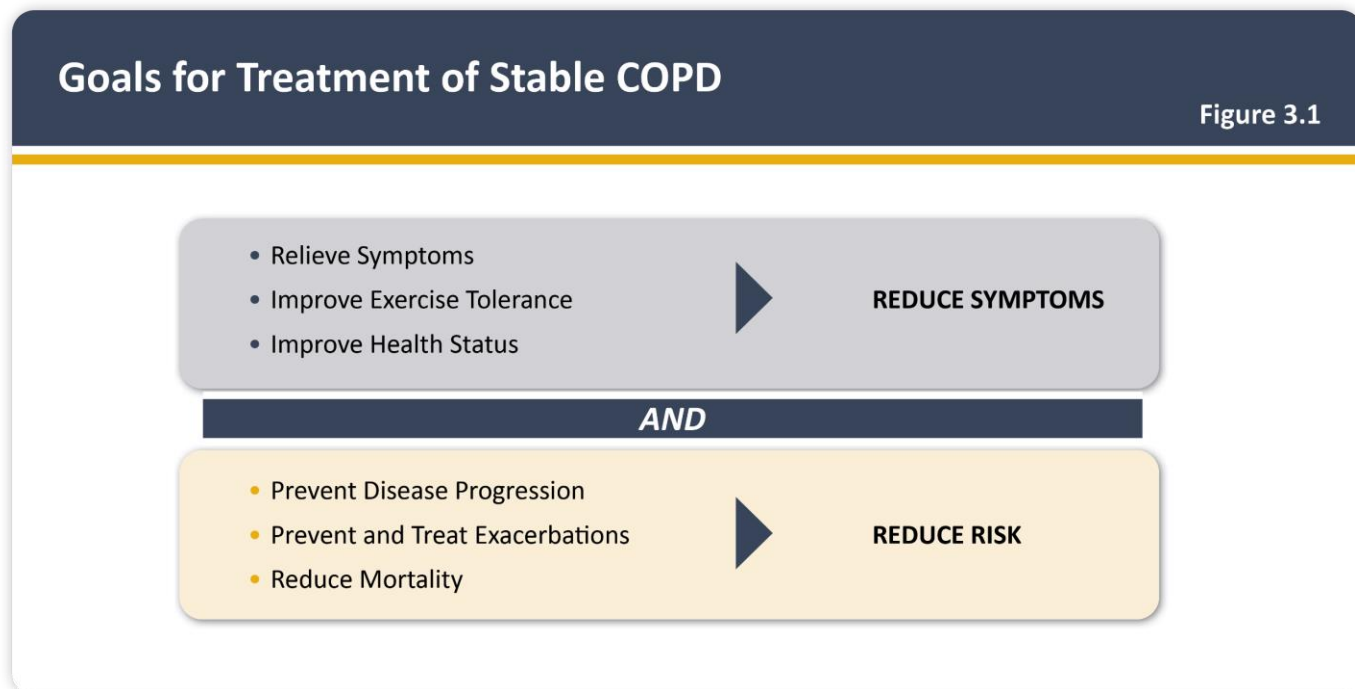 Goals for Treatment of Stable COPD
Figure 3.1
• Relieve Symptoms
• Improve Exercise Tolerance
• Improve Health Status
REDUCE SYMPTOMS
AND
• Prevent Disease Progression
• Prevent and Treat Exacerbations
• Reduce Mortality
REDUCE RISK